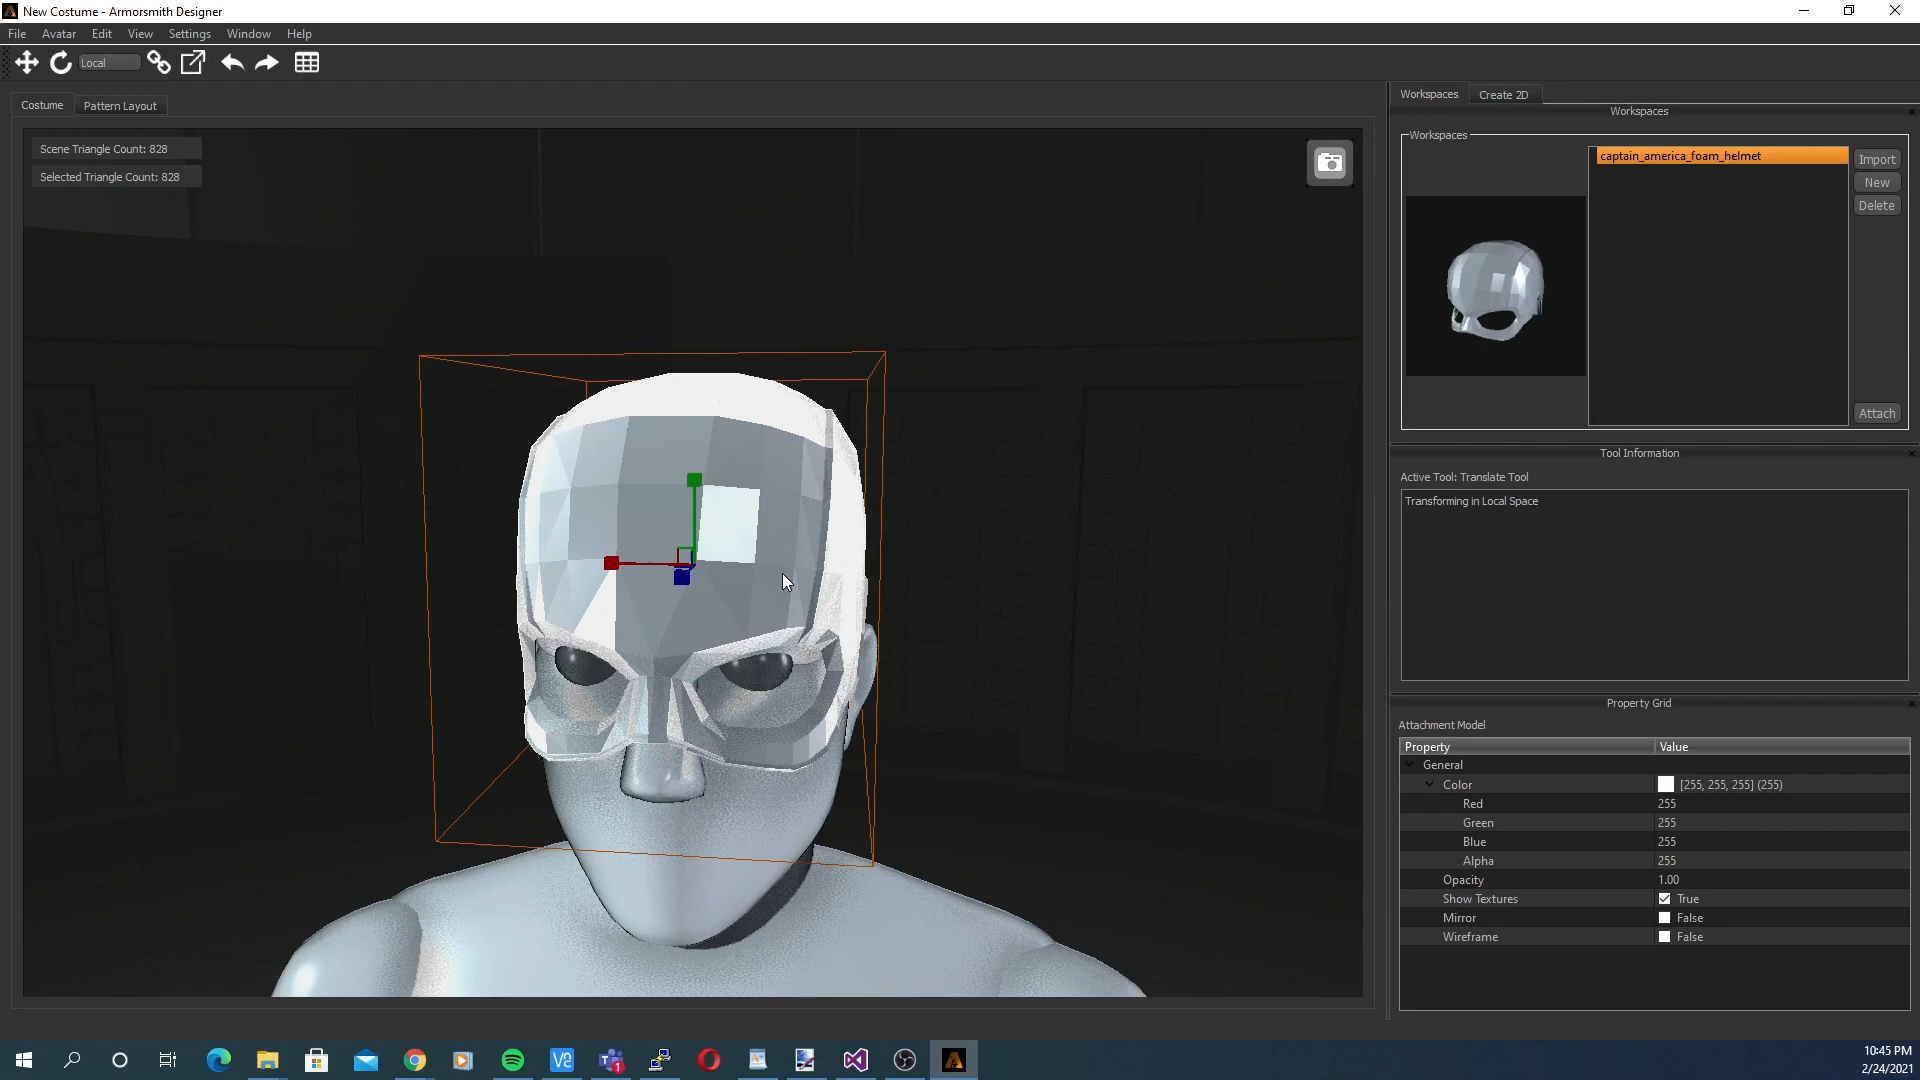 New Costume - Armorsmith Designer
File Avatar Edit View Settings Window Help
Local
Costume Pattern Layout
Scene Triangle Count: 828
Selected Triangle Count: 828
Workspaces Create 2D
Workspaces
Workspaces
captain_america_foam_helmet
Import
New
Delete
Attach
Tool Information
Active Tool: Translate Tool
Transforming in Local Space
Property Grid
Attachment Model
Property Value
General
Color [255, 255, 255] (255)
Red 255
Green 255
Blue 255
Alpha 255
Opacity 1.00
Show Textures True
Mirror False
Wireframe False
1
10:45 PM
2/24/2021